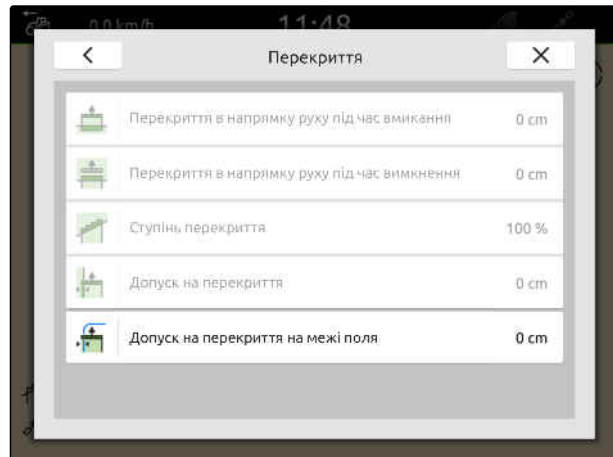 0.0 km/h 11:48
Перекриття
Перекриття в напрямку руху під час вмикання 0 cm
Перекриття в напрямку руху під час вимкнення 0 cm
Ступінь перекриття 100 %
Допуск на перекриття 0 cm
Допуск на перекриття на межі поля 0 cm